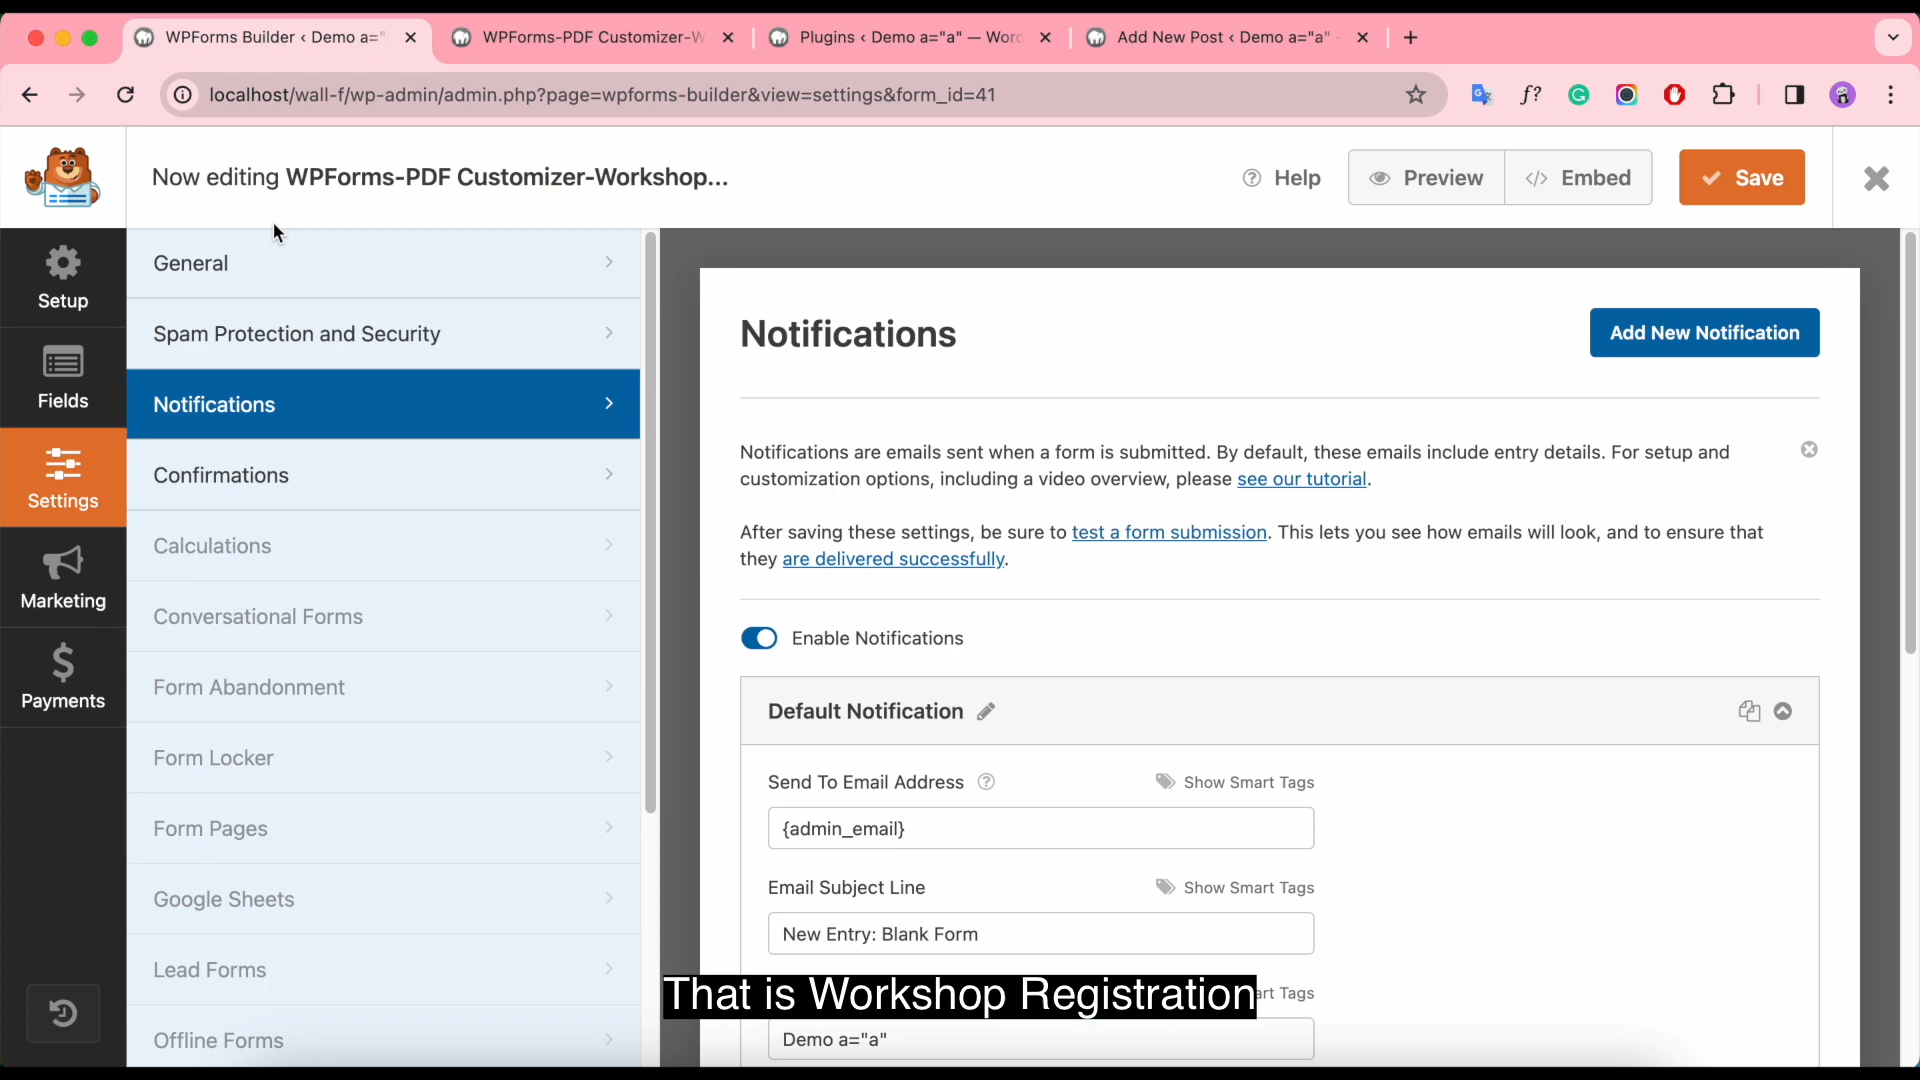 WPForms Builder ‹ Demo a="
WPForms-PDF Customizer-W
Plugins ‹ Demo a="a" — Worc
Add New Post ‹ Demo a="a" -
localhost/wall-f/wp-admin/admin.php?page=wpforms-builder&view=settings&form_id=41
f?
Now editing WPForms-PDF Customizer-Workshop...
Help
Preview
Embed
Save
Setup
Fields
Settings
Marketing
Payments
General
Spam Protection and Security
Notifications
Confirmations
Calculations
Conversational Forms
Form Abandonment
Form Locker
Form Pages
Google Sheets
Lead Forms
Offline Forms
Notifications
Add New Notification
Notifications are emails sent when a form is submitted. By default, these emails include entry details. For setup and
customization options, including a video overview, please see our tutorial.
After saving these settings, be sure to test a form submission. This lets you see how emails will look, and to ensure that
they are delivered successfully.
Enable Notifications
Default Notification
Send To Email Address
Show Smart Tags
{admin_email}
Email Subject Line
Show Smart Tags
New Entry: Blank Form
That is Workshop Registration
rt Tags
Demo a="a"